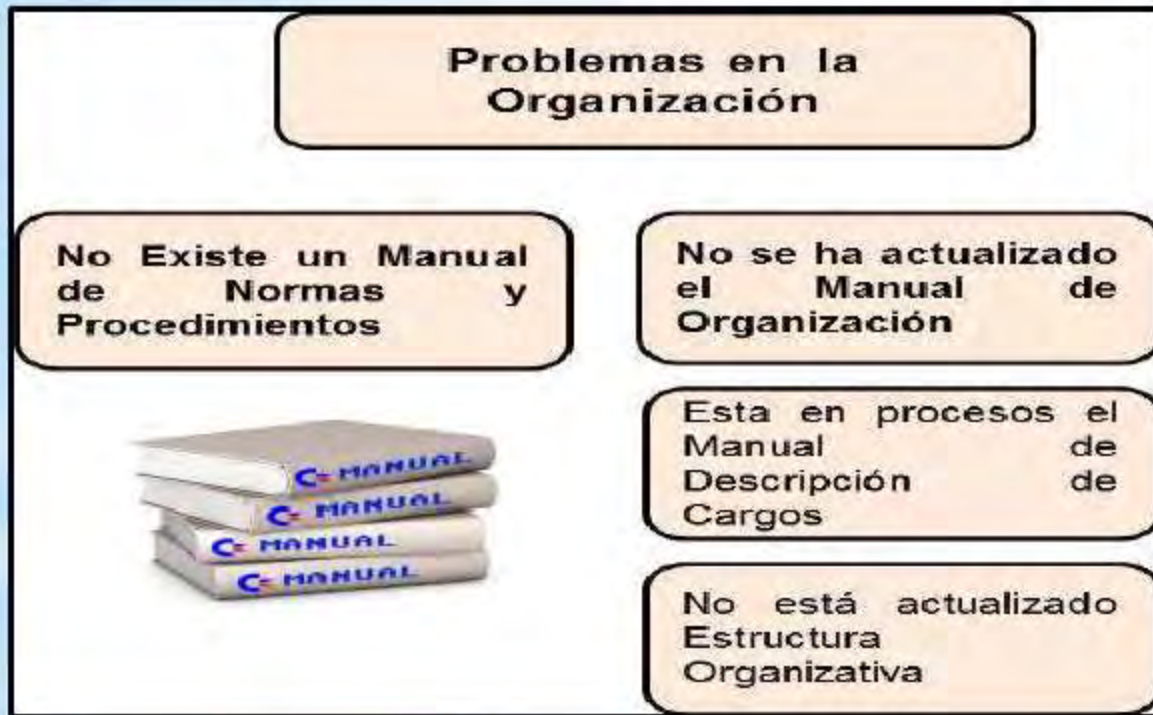 Problemas en la
Organización
No Existe un Manual
de Normas y
Procedimientos
No se ha actualizado
el Manual de
Organización
Esta en procesos el
Manual de
Descripción de
Cargos
No está actualizado
Estructura
Organizativa
C= MANUAL
C= MANUAL
C= MANUAL
C= MANUAL